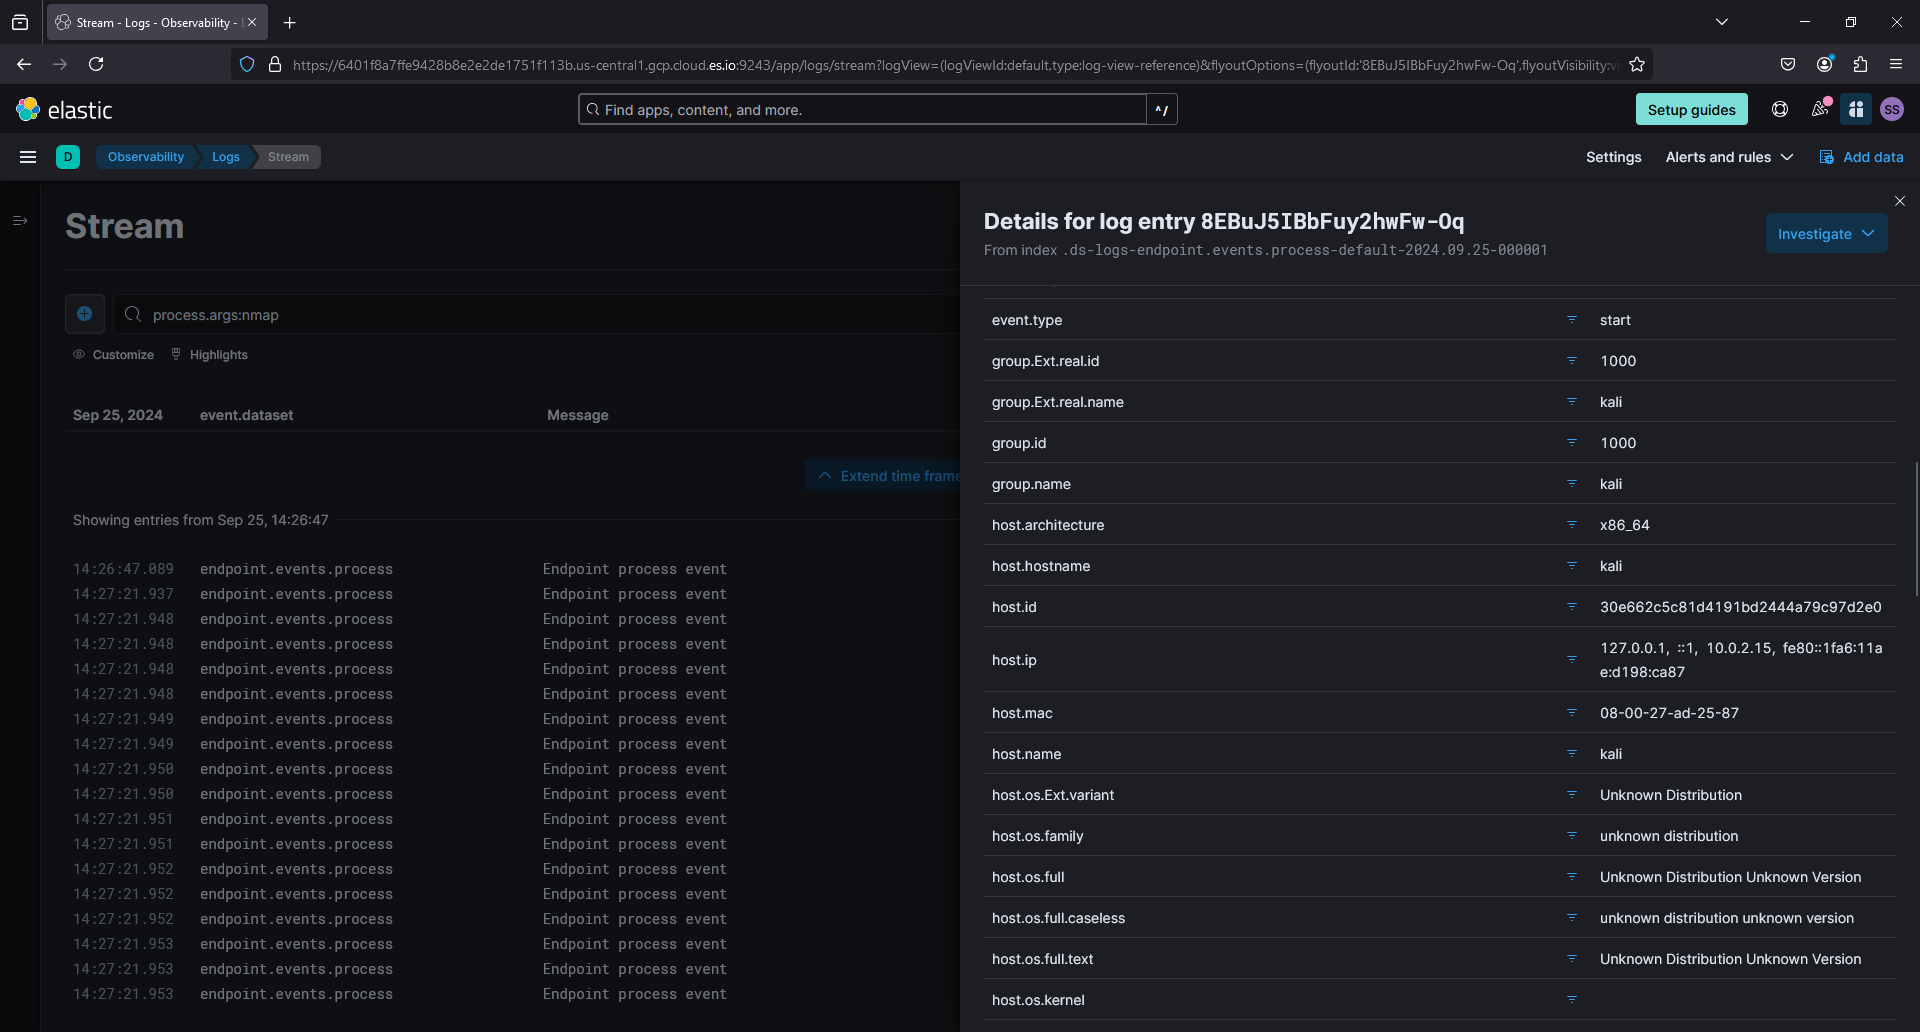 Stream - Logs - Observability -
https://6401f8a7ffe9428b8e2e2de1751f113b.us-central1.gcp.cloud.es.io:9243/app/logs/stream?logView=(logViewId:default,type:log-view-reference)&flyoutOptions=(flyoutId:'8EBuJ5IBbFuy2hwFw-Oq',flyoutVisibility:vi
elastic
Find apps, content, and more.
^/
Setup guides
SS
D
Observability
Logs
Stream
Settings
Alerts and rules
Add data
Stream
process.args:nmap
Customize
Highlights
Sep 25, 2024 event.dataset Message
Extend time frame
Showing entries from Sep 25, 14:26:47
14:26:47.089 endpoint.events.process Endpoint process event
14:27:21.937 endpoint.events.process Endpoint process event
14:27:21.948 endpoint.events.process Endpoint process event
14:27:21.948 endpoint.events.process Endpoint process event
14:27:21.948 endpoint.events.process Endpoint process event
14:27:21.948 endpoint.events.process Endpoint process event
14:27:21.949 endpoint.events.process Endpoint process event
14:27:21.949 endpoint.events.process Endpoint process event
14:27:21.950 endpoint.events.process Endpoint process event
14:27:21.950 endpoint.events.process Endpoint process event
14:27:21.951 endpoint.events.process Endpoint process event
14:27:21.951 endpoint.events.process Endpoint process event
14:27:21.952 endpoint.events.process Endpoint process event
14:27:21.952 endpoint.events.process Endpoint process event
14:27:21.952 endpoint.events.process Endpoint process event
14:27:21.953 endpoint.events.process Endpoint process event
14:27:21.953 endpoint.events.process Endpoint process event
14:27:21.953 endpoint.events.process Endpoint process event
Details for log entry 8EBuJ5IBbFuy2hwFw-Oq
From index .ds-logs-endpoint.events.process-default-2024.09.25-000001
Investigate
event.type start
group.Ext.real.id 1000
group.Ext.real.name kali
group.id 1000
group.name kali
host.architecture x86_64
host.hostname kali
host.id 30e662c5c81d4191bd2444a79c97d2e0
host.ip 127.0.0.1, ::1, 10.0.2.15, fe80::1fa6:11a
e:d198:ca87
host.mac 08-00-27-ad-25-87
host.name kali
host.os.Ext.variant Unknown Distribution
host.os.family unknown distribution
host.os.full Unknown Distribution Unknown Version
host.os.full.caseless unknown distribution unknown version
host.os.full.text Unknown Distribution Unknown Version
host.os.kernel